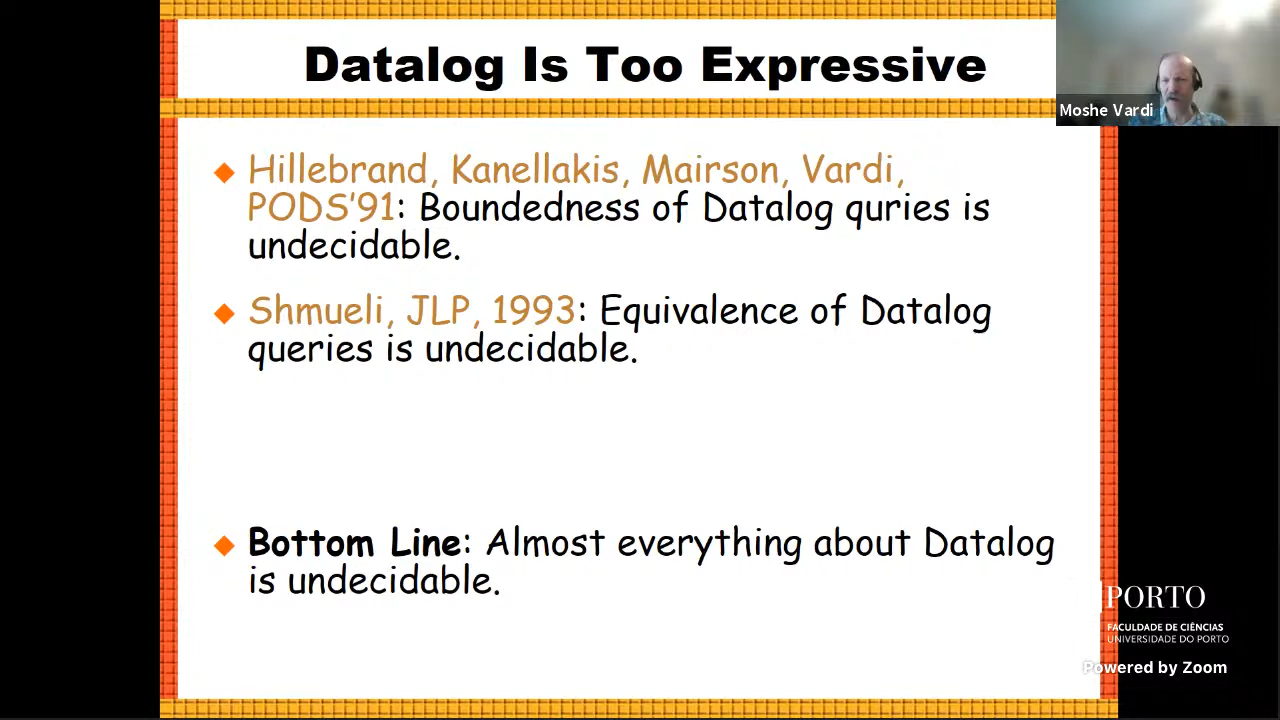 Datalog Is Too Expressive
Moshe Vardi
Hillebrand, Kanellakis, Mairson, Vardi,
PODS'91: Boundedness of Datalog quries is
undecidable.
Shmueli, JLP, 1993: Equivalence of Datalog
queries is undecidable.
Bottom Line: Almost everything about Datalog
is undecidable.
PORTO
FACULDADE DE CIÊNCIAS
UNIVERSIDADE DO PORTO
Powered by Zoom